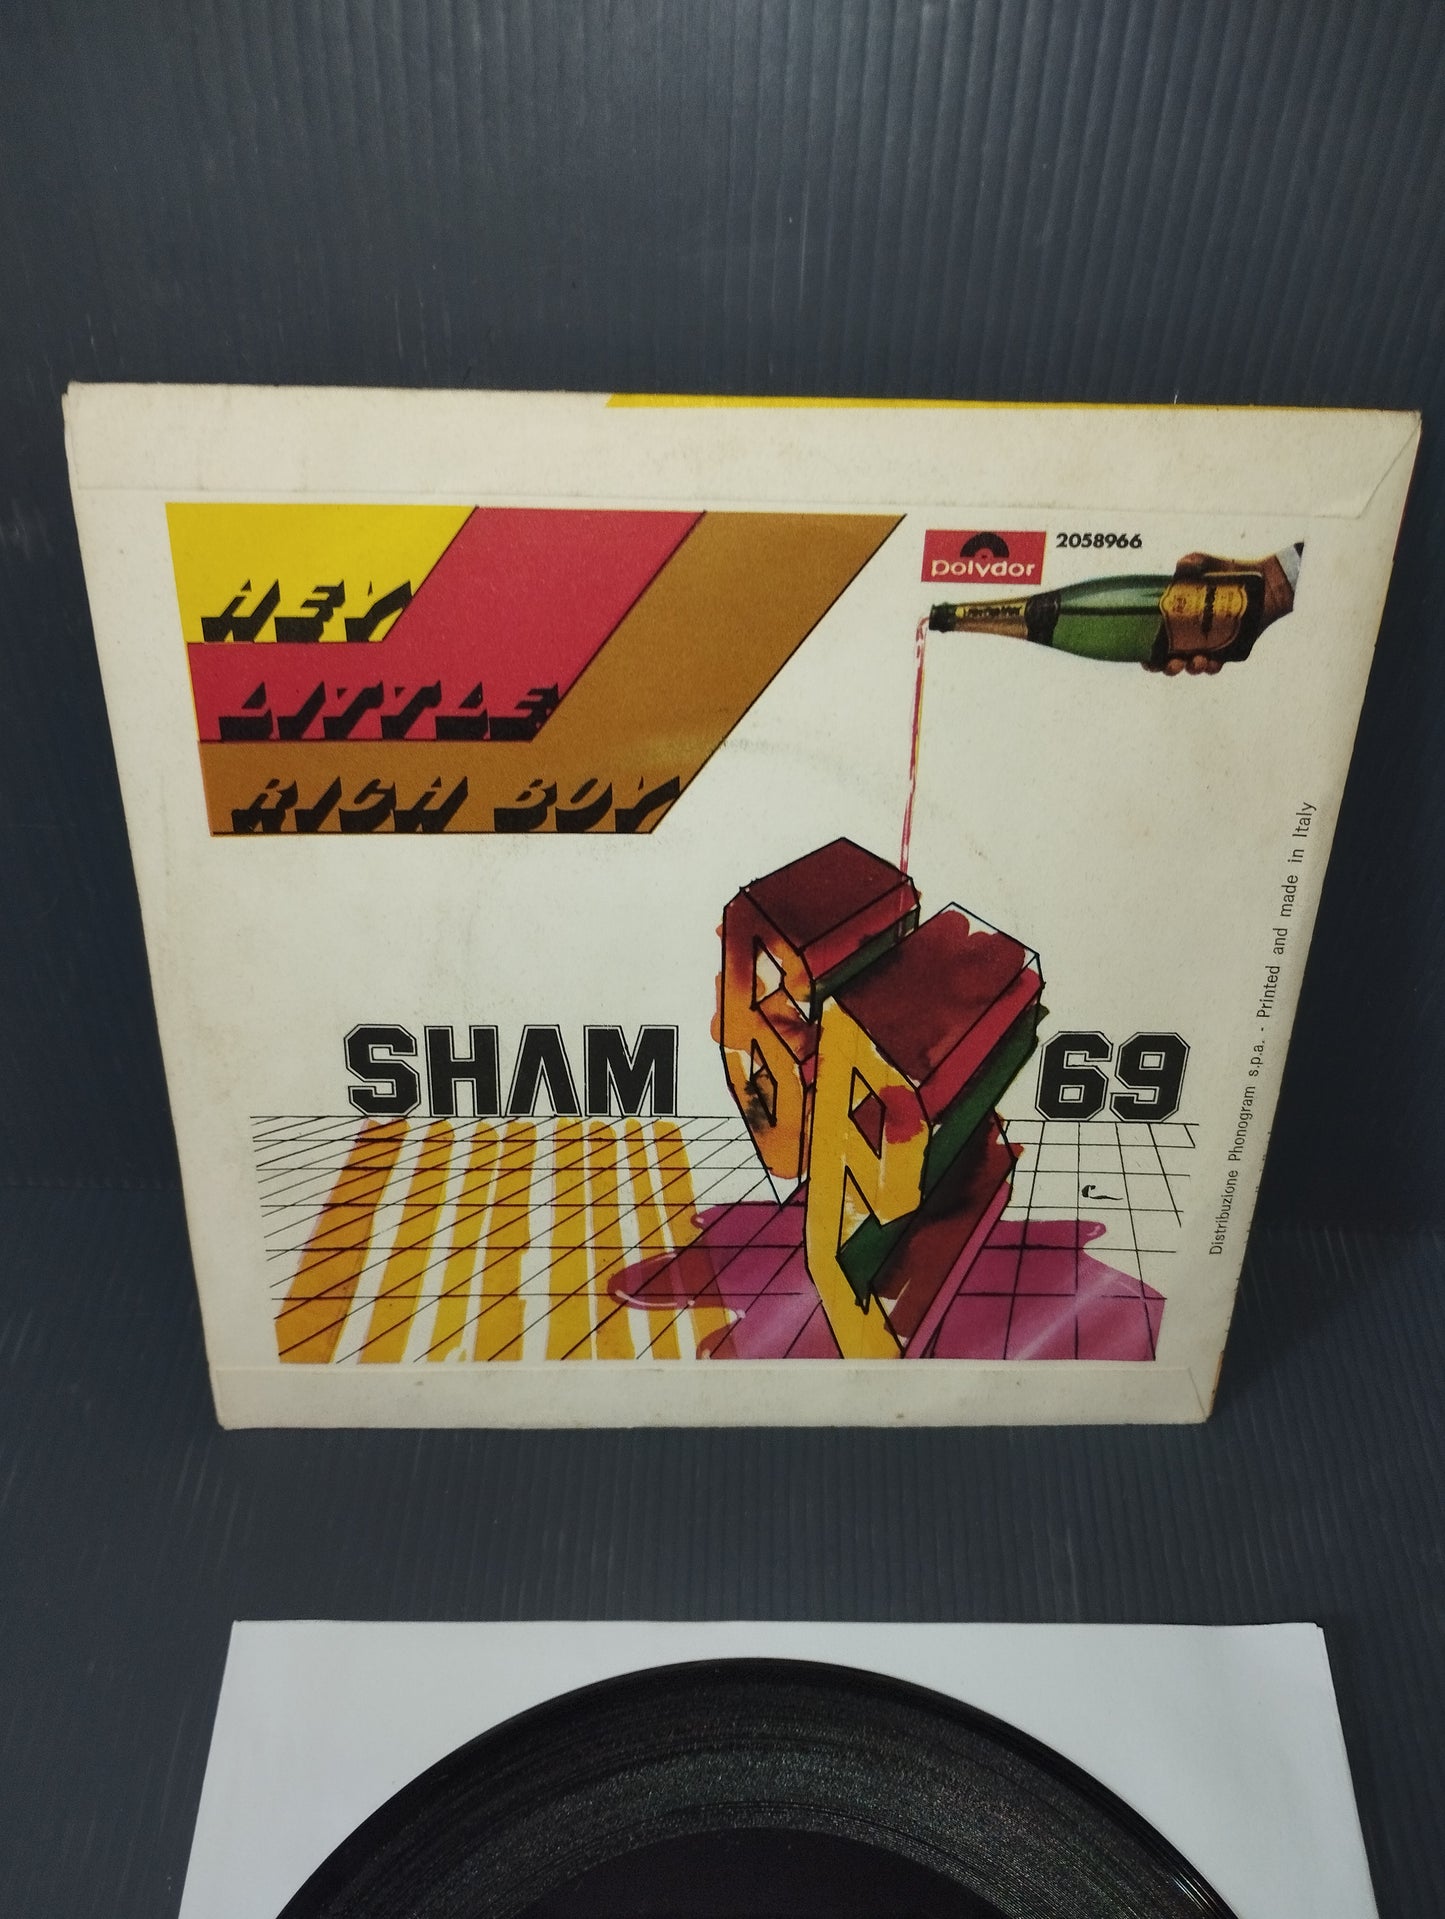 HEY
LITTLE
RICH BOY
polydor
2058966
SHAM 69
Distribuzione Phonogram s.p.a. - Printed and made in Italy